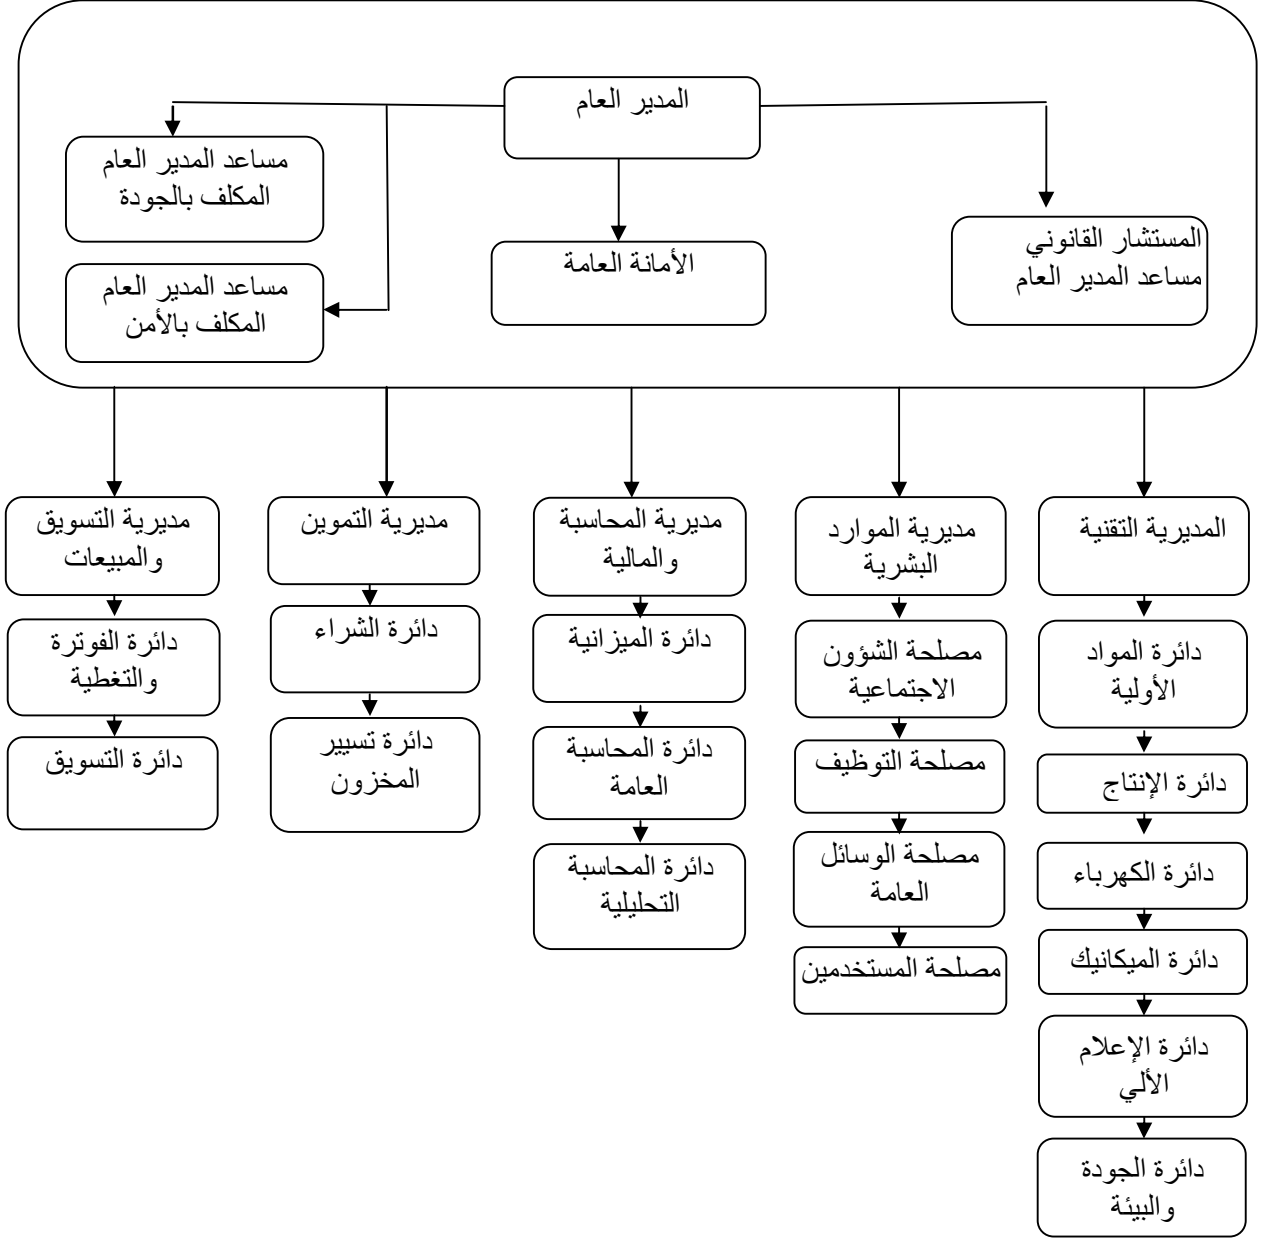 المدير العام
المستشار القانوني
مساعد المدير العام
الأمانة العامة
مساعد المدير العام
المكلف بالجودة
مساعد المدير العام
المكلف بالأمن
المديرية التقنية
دائرة المواد
الأولية
دائرة الإنتاج
دائرة الكهرباء
دائرة الميكانيك
دائرة الإعلام
الألي
دائرة الجودة
والبيئة
مديرية الموارد
البشرية
مصلحة الشؤون
الاجتماعية
مصلحة التوظيف
مصلحة الوسائل
العامة
مصلحة المستخدمين
مديرية المحاسبة
والمالية
دائرة الميزانية
دائرة المحاسبة
العامة
دائرة المحاسبة
التحليلية
مديرية التموين
دائرة الشراء
دائرة تسيير
المخزون
مديرية التسويق
والمبيعات
دائرة الفوترة
والتغطية
دائرة التسويق